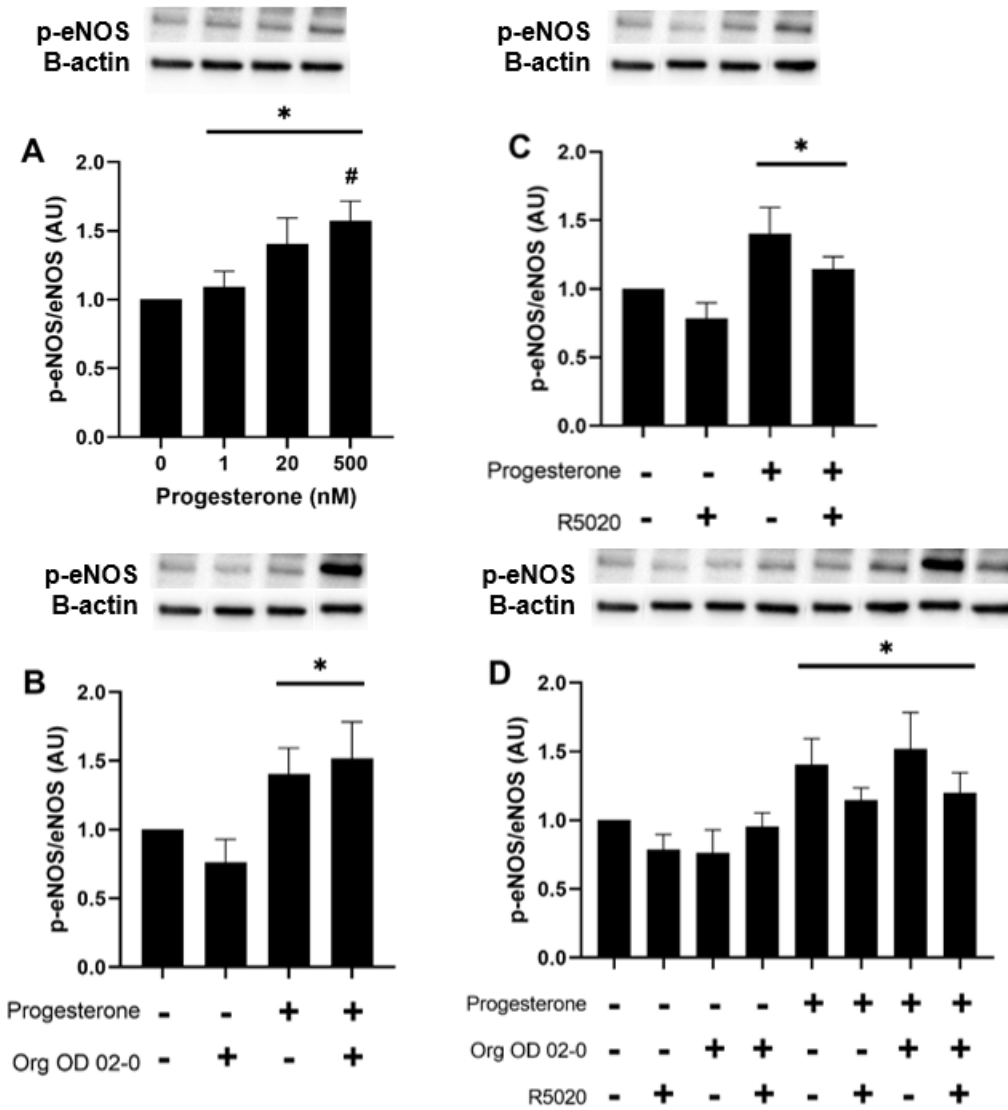 p-eNOS
B-actin
*
A
#
p-eNOS/eNOS (AU)
2.0
1.5
1.0
0.5
0.0
0 1 20 500
Progesterone (nM)
p-eNOS
B-actin
*
C
p-eNOS/eNOS (AU)
2.0
1.5
1.0
0.5
0.0
Progesterone - - + +
R5020 - + - +
p-eNOS
B-actin
*
B
p-eNOS/eNOS (AU)
2.0
1.5
1.0
0.5
0.0
Progesterone - - + +
Org OD 02-0 - + - +
p-eNOS
B-actin
*
D
p-eNOS/eNOS (AU)
2.0
1.5
1.0
0.5
0.0
Progesterone - - - - + + + +
Org OD 02-0 - - + + - - + +
R5020 - + - + - + - +